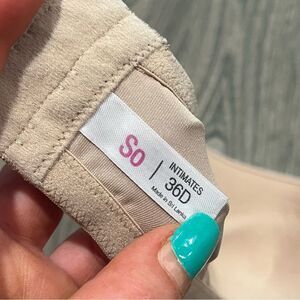 So
INTIMATES
36D
Made in Sri Lanka